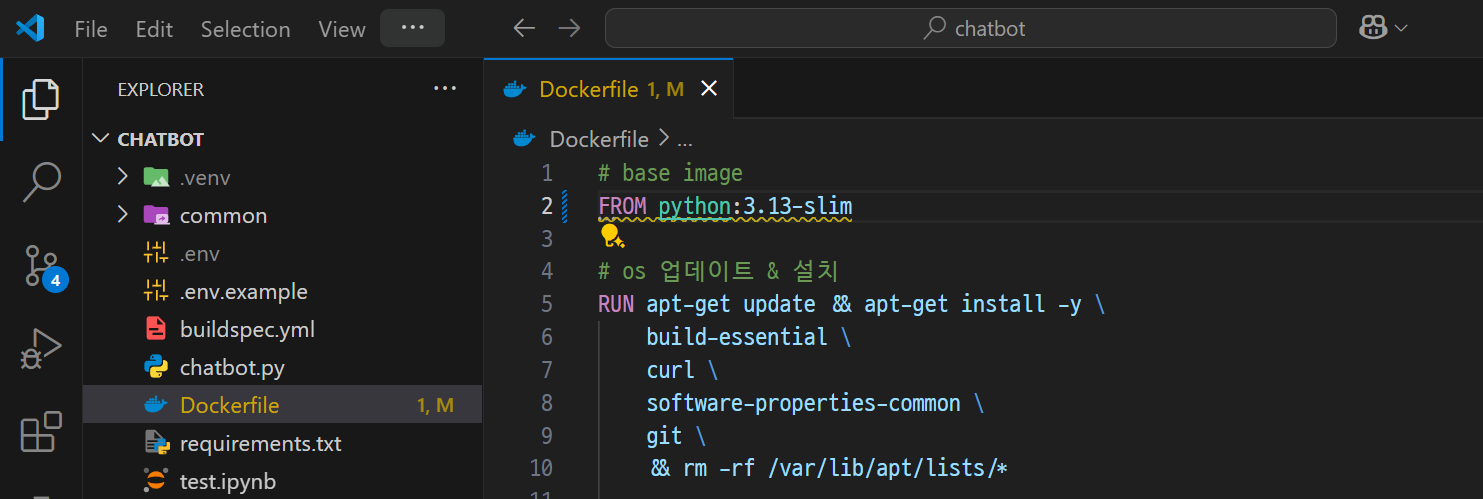 File Edit Selection View ...
chatbot
EXPLORER ...
CHATBOT
.venv
common
.env
.env.example
buildspec.yml
chatbot.py
Dockerfile 1, M
requirements.txt
test.ipynb
4
Dockerfile 1, M
Dockerfile > ...
1 # base image
2 FROM python:3.13-slim
3
4 # os 업데이트 & 설치
5 RUN apt-get update && apt-get install -y \
6 build-essential \
7 curl \
8 software-properties-common \
9 git \
10 && rm -rf /var/lib/apt/lists/*
11